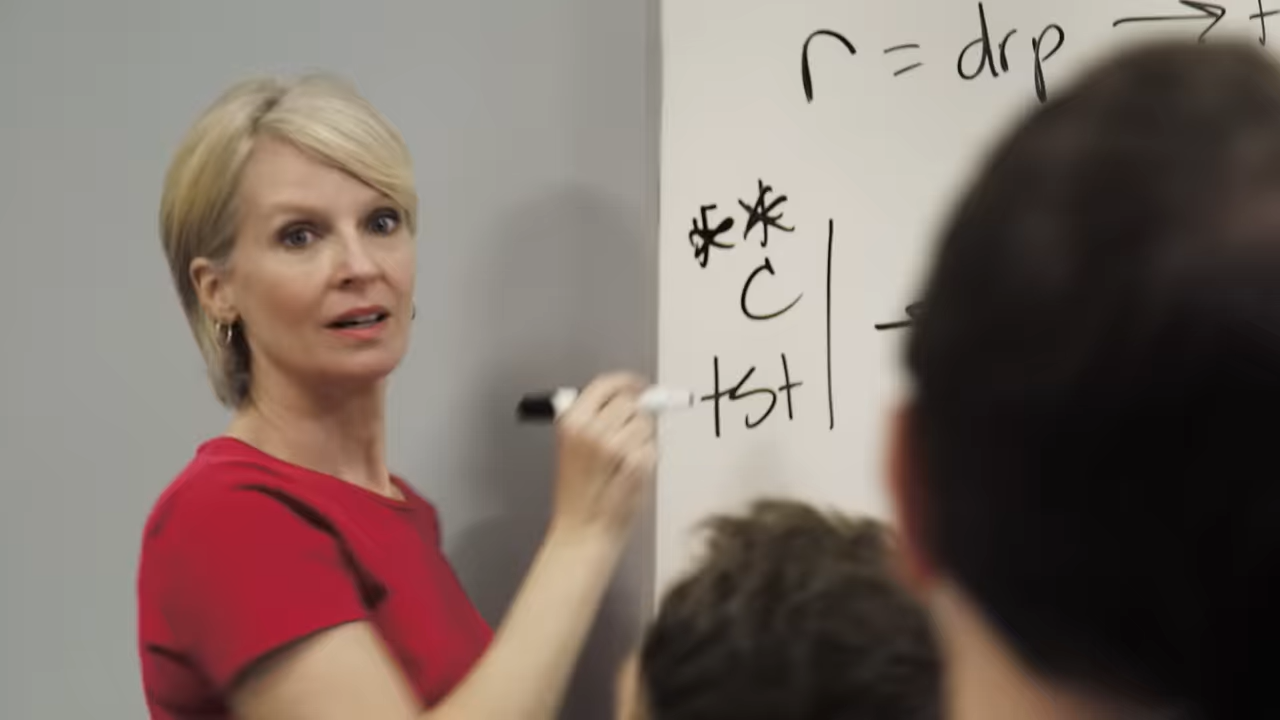 r = drp →
**
C
tst